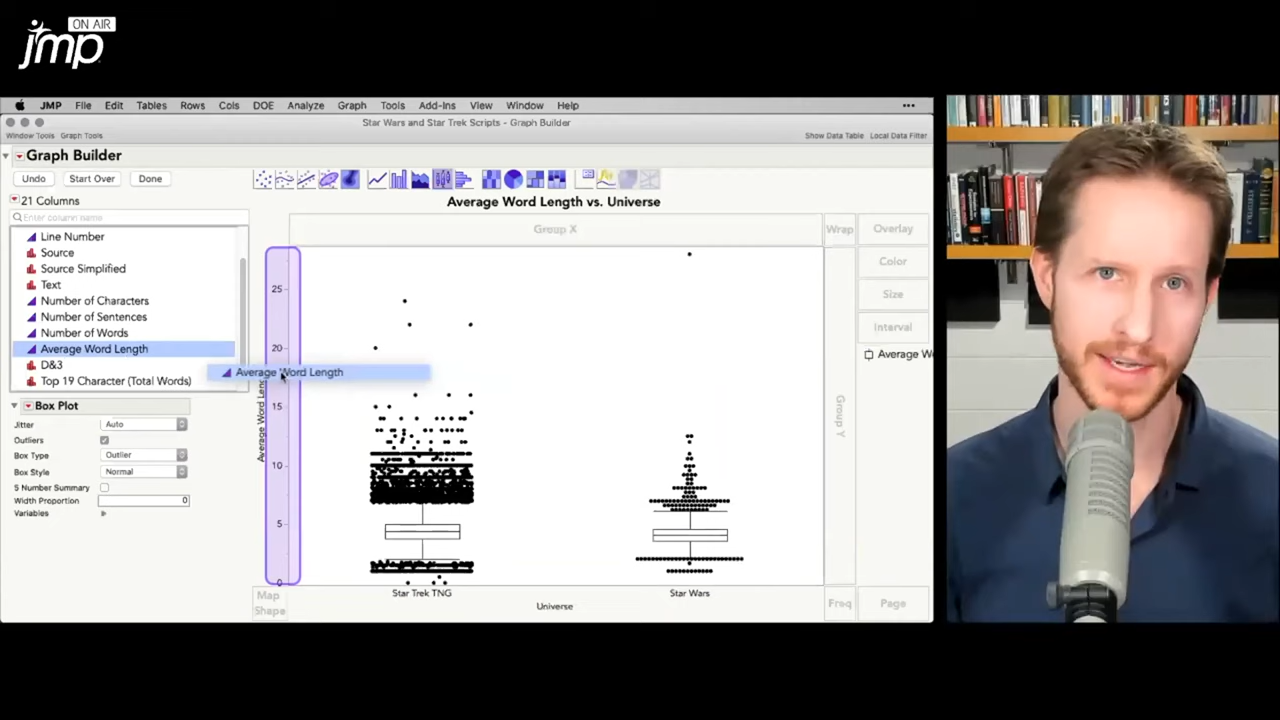 ON AIR
jmp
JMP File Edit Tables Rows Cols DOE Analyze Graph Tools Add-Ins View Window Help
Star Wars and Star Trek Scripts - Graph Builder
Window Tools Graph Tools
Show Data Table Local Data Filter
Graph Builder
Undo Start Over Done
21 Columns
Enter column name
Line Number
Source
Source Simplified
Text
Number of Characters
Number of Sentences
Number of Words
Average Word Length
D&3
Top 19 Character (Total Words)
Average Word Length
Box Plot
Jitter Auto
Outliers
Box Type Outlier
Box Style Normal
5 Number Summary
Width Proportion 0
Variables
Average Word Length vs. Universe
Group X
Wrap
Overlay
Color
Size
Interval
Average W
Group Y
25
20
15
10
5
0
Average Word Leng
Star Trek TNG Star Wars
Universe
Map
Shape
Freq
Page